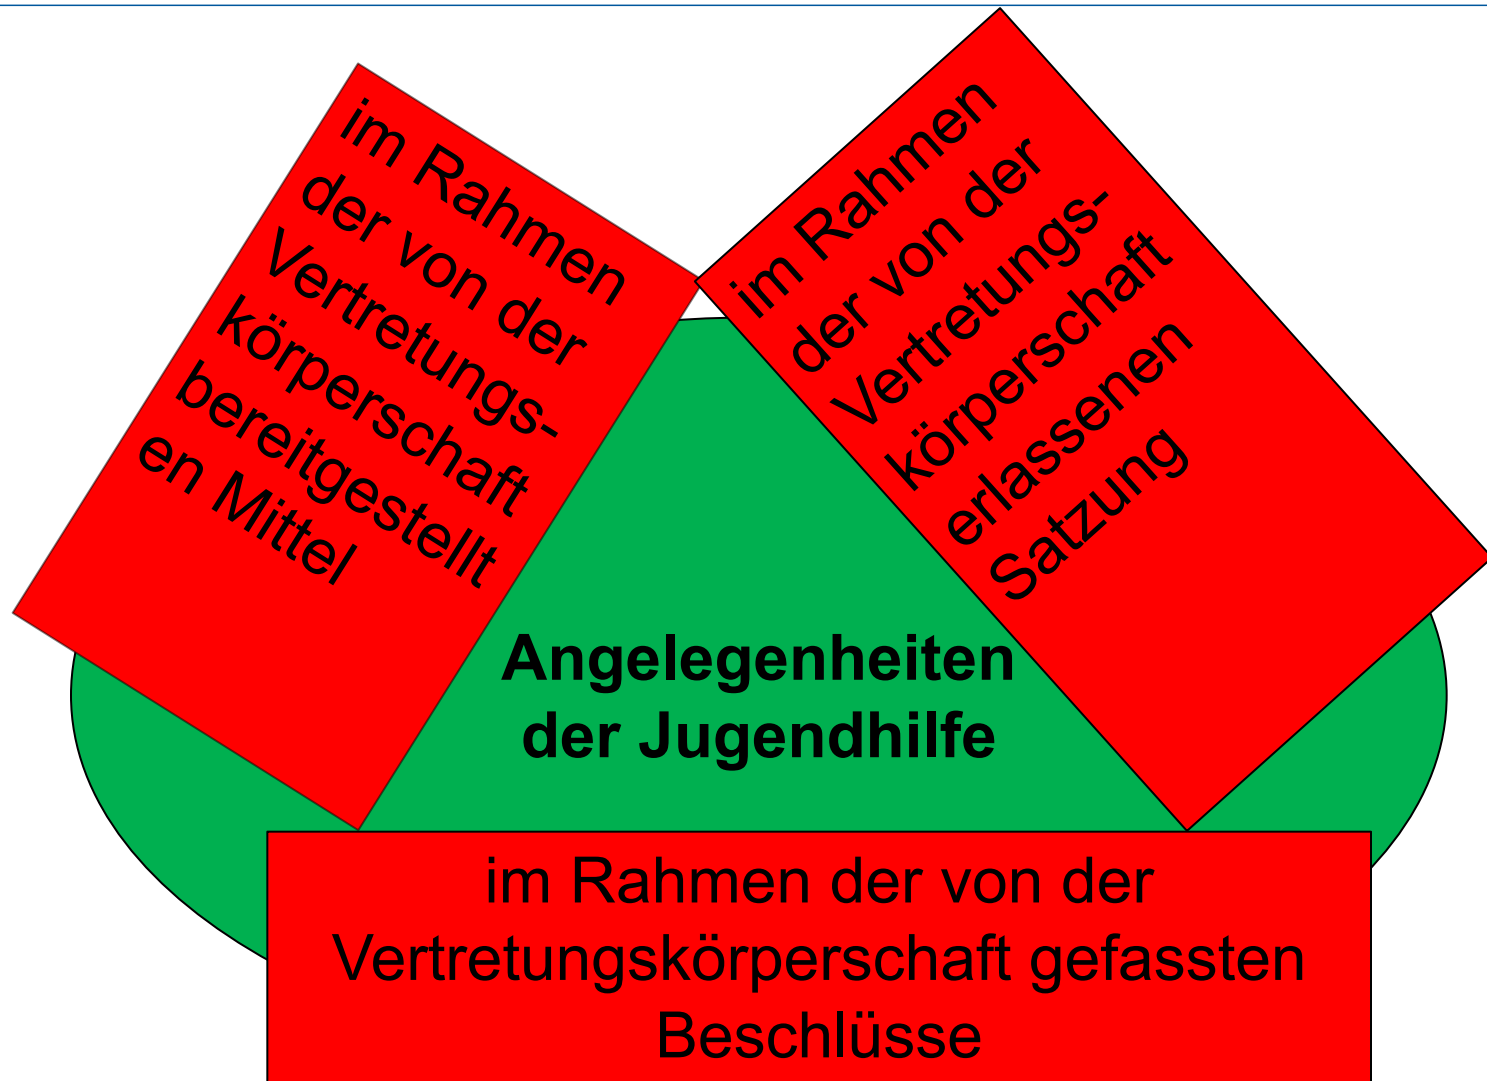 im Rahmen
der von der
Vertretungs-
körperschaft
bereitgestellt
en Mittel
im Rahmen
der von der
Vertretungs-
körperschaft
erlassenen
Satzung
Angelegenheiten
der Jugendhilfe
im Rahmen der von der
Vertretungskörperschaft gefassten
Beschlüsse